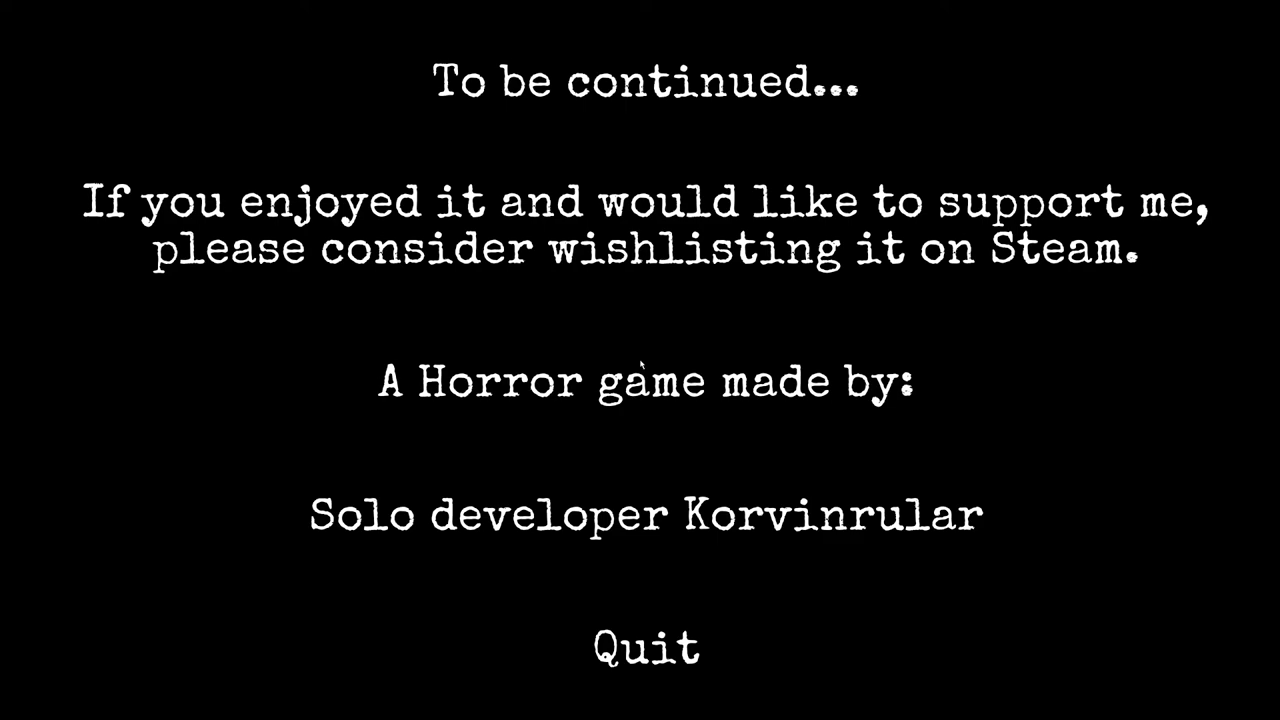 To be continued...
If you enjoyed it and would like to support me,
please consider wishlisting it on Steam.
A Horror game made by:
Solo developer Korvinrular
Quit